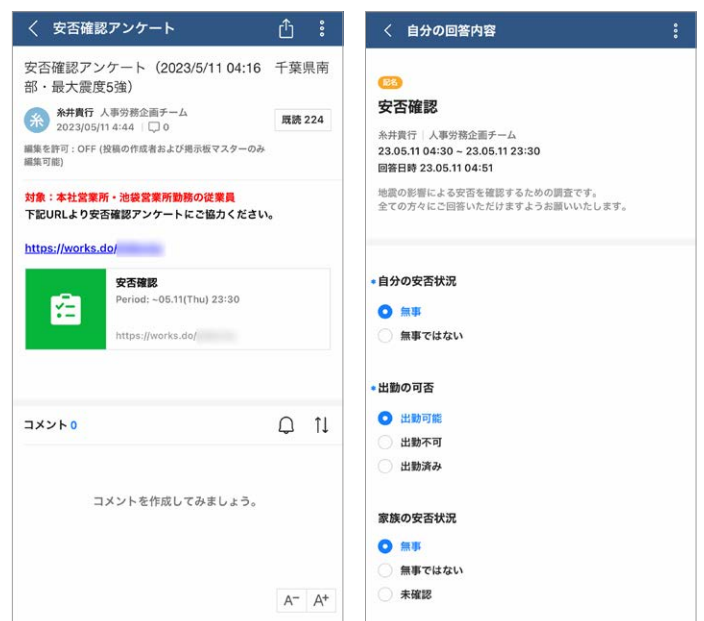 安否確認アンケート
安否確認アンケート（2023/5/11 04:16　千葉県南
部・最大震度5強）
糸
糸井貴行 人事労務企画チーム
2023/05/11 4:44 0
既読 224
編集を許可 : OFF (投稿の作成者および掲示板マスターのみ
編集可能)
対象：本社営業所・池袋営業所勤務の従業員
下記URLより安否確認アンケートにご協力ください。
https://works.do/
安否確認
Period: ~05.11(Thu) 23:30
https://works.do/
コメント 0
コメントを作成してみましょう。
A- A+
自分の回答内容
記名
安否確認
糸井貴行 | 人事労務企画チーム
23.05.11 04:30 ~ 23.05.11 23:30
回答日時 23.05.11 04:51
地震の影響による安否を確認するための調査です。
全ての方々にご回答いただけますようお願いいたします。
自分の安否状況
無事
無事ではない
出勤の可否
出勤可能
出勤不可
出勤済み
家族の安否状況
無事
無事ではない
未確認